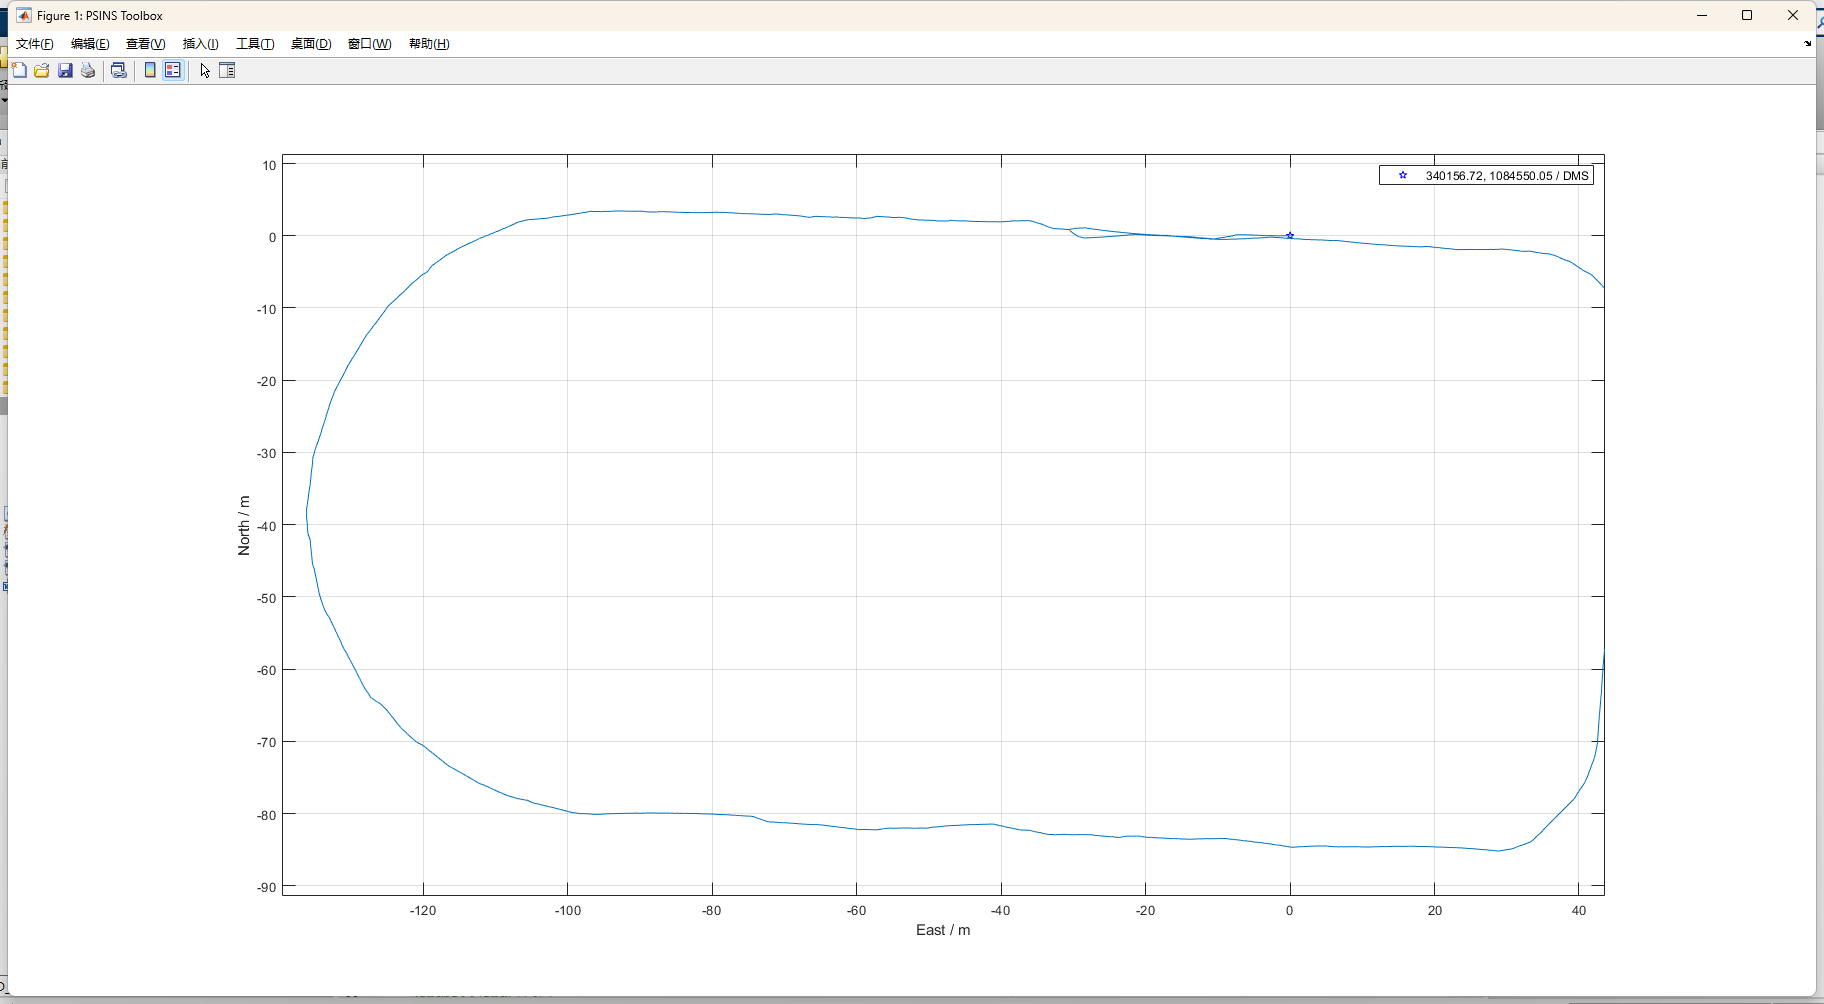 Figure 1: PSINS Toolbox
文件(F) 编辑(E) 查看(V) 插入(I) 工具(T) 桌面(D) 窗口(W) 帮助(H)
340156.72, 1084550.05 / DMS
10
0
-10
-20
-30
-40
-50
-60
-70
-80
-90
North / m
-120 -100 -80 -60 -40 -20 0 20 40
East / m